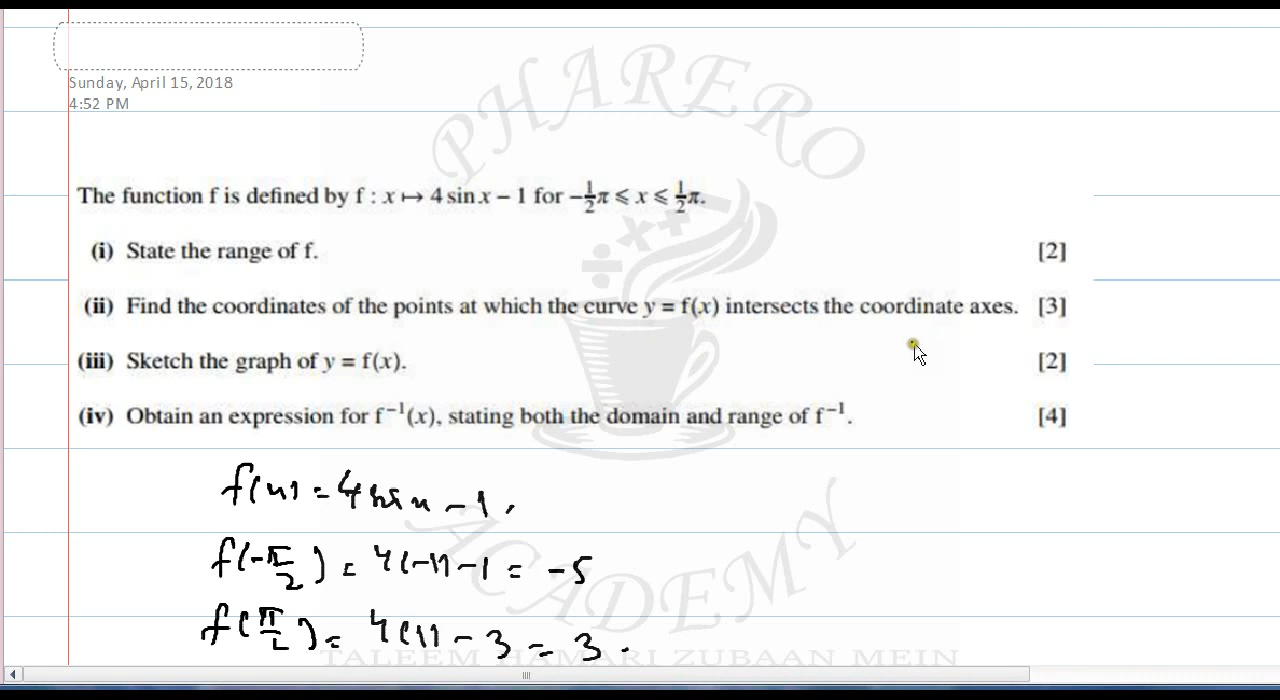 PHARERO
Sunday, April 15, 2018
4:52 PM
The function f is defined by f : x ↦ 4 sin x − 1 for −½π ⩽ x ⩽ ½π.
(i) State the range of f. [2]
(ii) Find the coordinates of the points at which the curve y = f(x) intersects the coordinate axes. [3]
(iii) Sketch the graph of y = f(x). [2]
(iv) Obtain an expression for f⁻¹(x), stating both the domain and range of f⁻¹. [4]
f(x) = 4 sin x − 1.
f(−π/2) = 4(−1) − 1 = −5
f(π/2) = 4(1) − 3 = 3.
ACADEMY
TALEEM HAMARI ZUBAAN MEIN